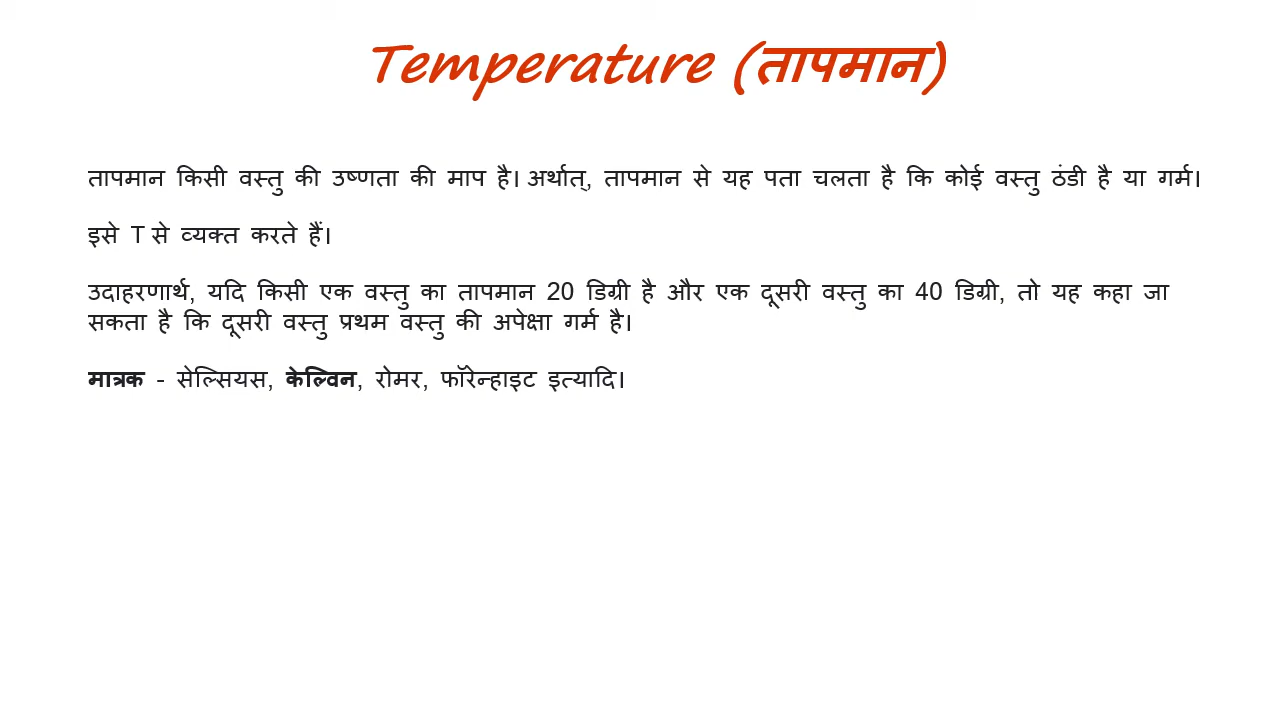 Temperature (तापमान)
तापमान किसी वस्तु की उष्णता की माप है। अर्थात्, तापमान से यह पता चलता है कि कोई वस्तु ठंडी है या गर्म।
इसे T से व्यक्त करते हैं।
उदाहरणार्थ, यदि किसी एक वस्तु का तापमान 20 डिग्री है और एक दूसरी वस्तु का 40 डिग्री, तो यह कहा जा
सकता है कि दूसरी वस्तु प्रथम वस्तु की अपेक्षा गर्म है।
मात्रक - सेल्सियस, केल्विन, रोमर, फॉरेन्हाइट इत्यादि।